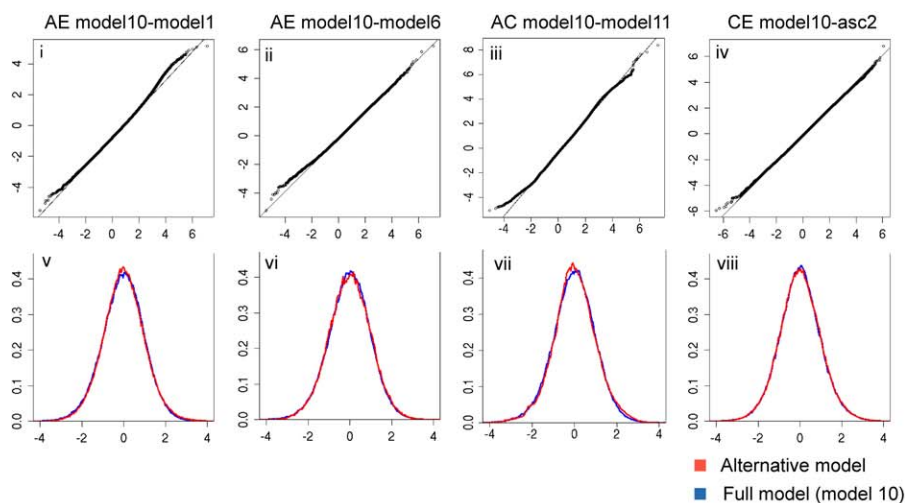 AE model10-model1 AE model10-model6 AC model10-model11 CE model10-asc2
i ii iii iv
4 2 0 -2 -4
6 4 2 0 -2 -4
8 6 4 2 0 -2 -4
6 4 2 0 -2 -4 -6
-4 -2 0 2 4 6
-4 -2 0 2 4 6
-4 -2 0 2 4 6
-6 -4 -2 0 2 4 6
v vi vii viii
0.4 0.3 0.2 0.1 0.0
0.4 0.3 0.2 0.1 0.0
0.4 0.3 0.2 0.1 0.0
0.4 0.3 0.2 0.1 0.0
-4 -2 0 2 4
-4 -2 0 2 4
-4 -2 0 2 4
-4 -2 0 2 4
Alternative model
Full model (model 10)